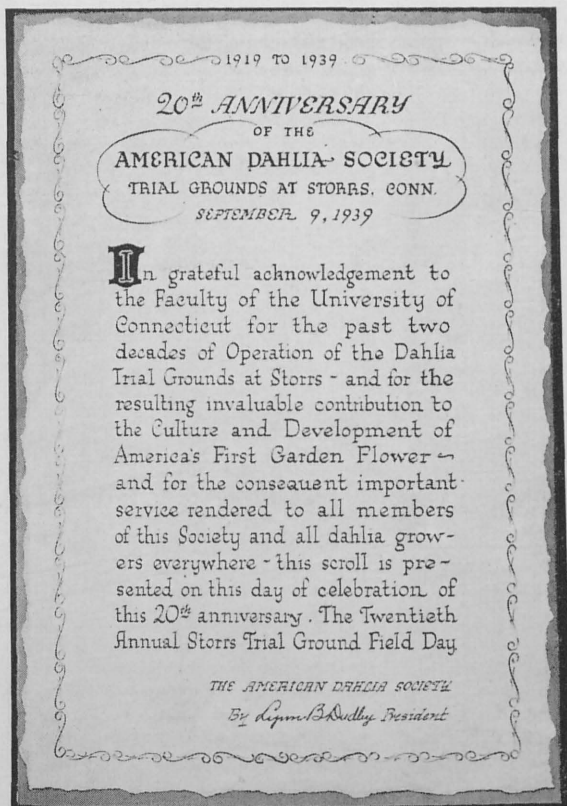 1919 TO 1939
20th ANNIVERSARY
OF THE
AMERICAN DAHLIA SOCIETY
TRIAL GROUNDS AT STORRS, CONN.
SEPTEMBER 9, 1939
In grateful acknowledgement to
the Faculty of the University of
Connecticut for the past two
decades of Operation of the Dahlia
Trial Grounds at Storrs - and for the
resulting invaluable contribution to
the Culture and Development of
America's First Garden Flower ~
and for the consequent important
service rendered to all members
of this Society and all dahlia grow-
ers everywhere - this scroll is pre-
sented on this day of celebration of
this 20th anniversary. The Twentieth
Annual Storrs Trial Ground Field Day
THE AMERICAN DAHLIA SOCIETY
By Lynn B Dudley President